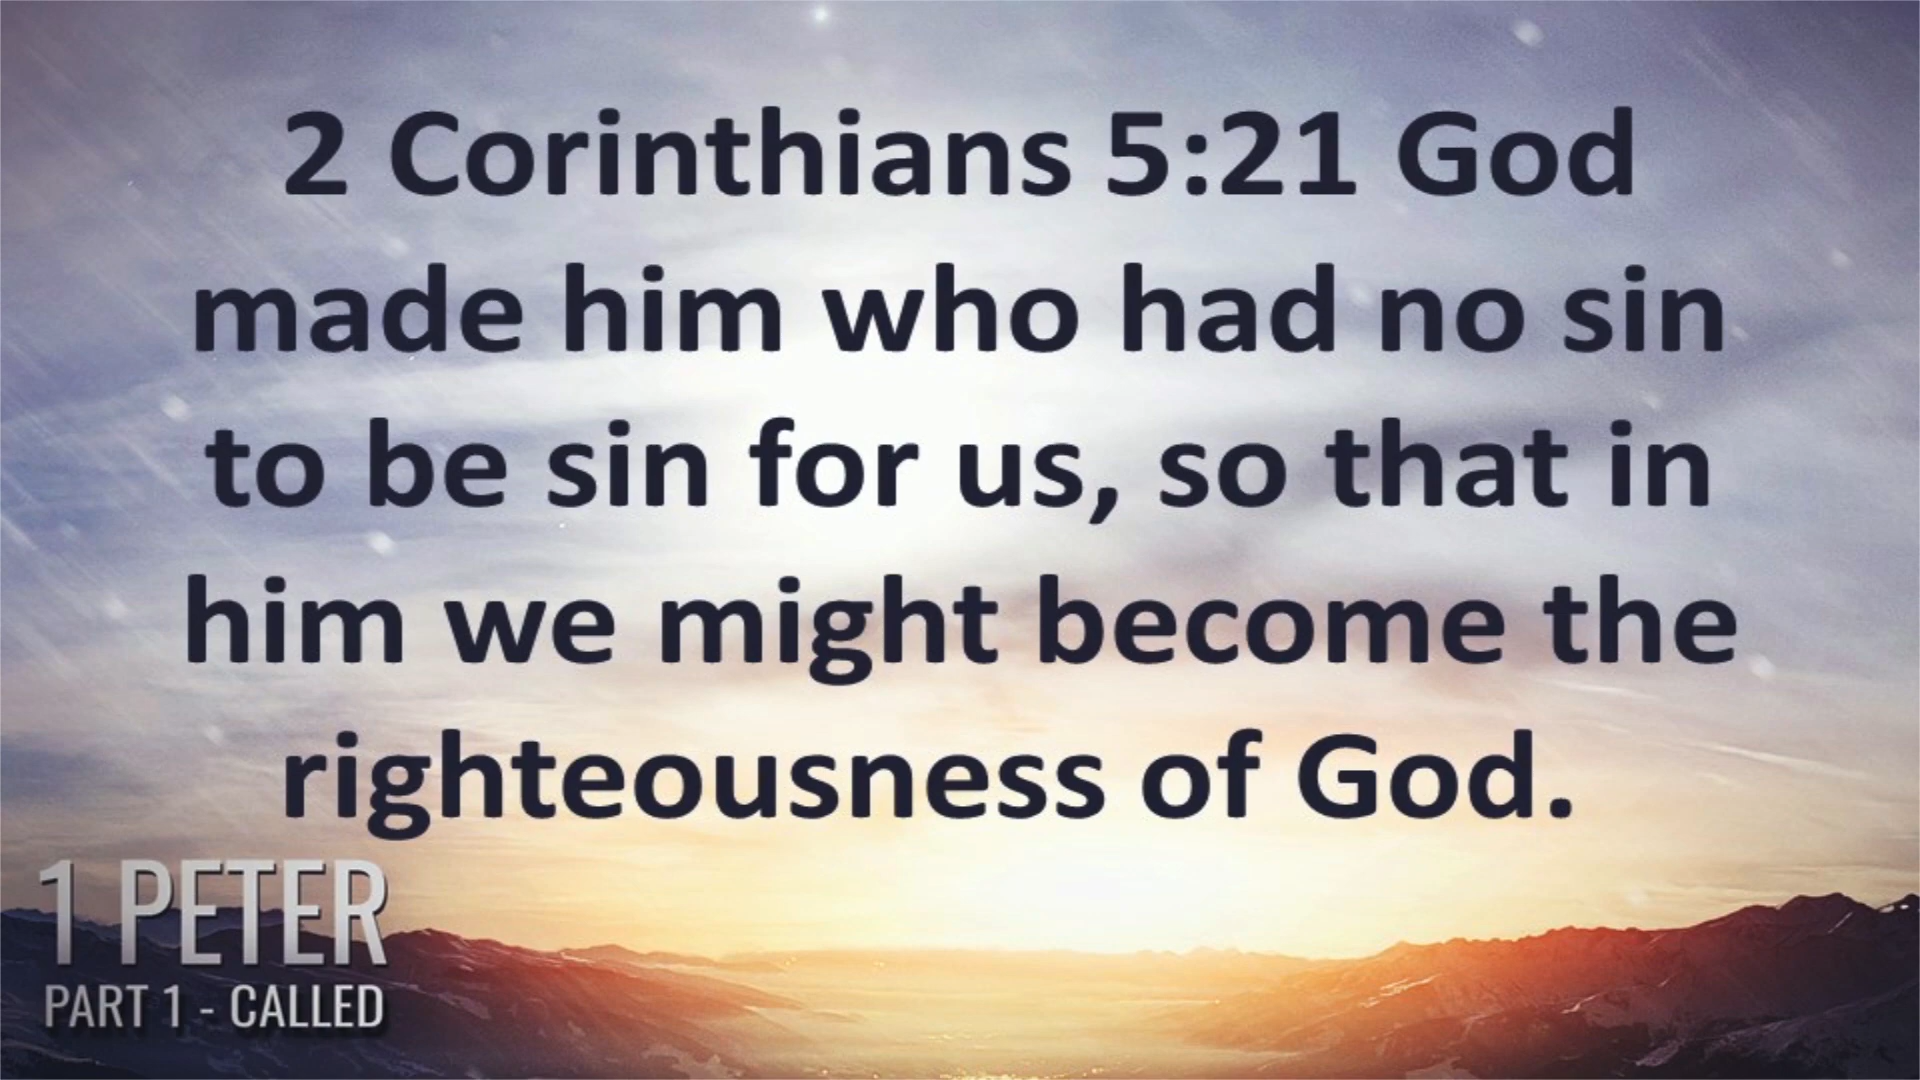 2 Corinthians 5:21 God
made him who had no sin
to be sin for us, so that in
him we might become the
righteousness of God.
1 PETER
PART 1 - CALLED